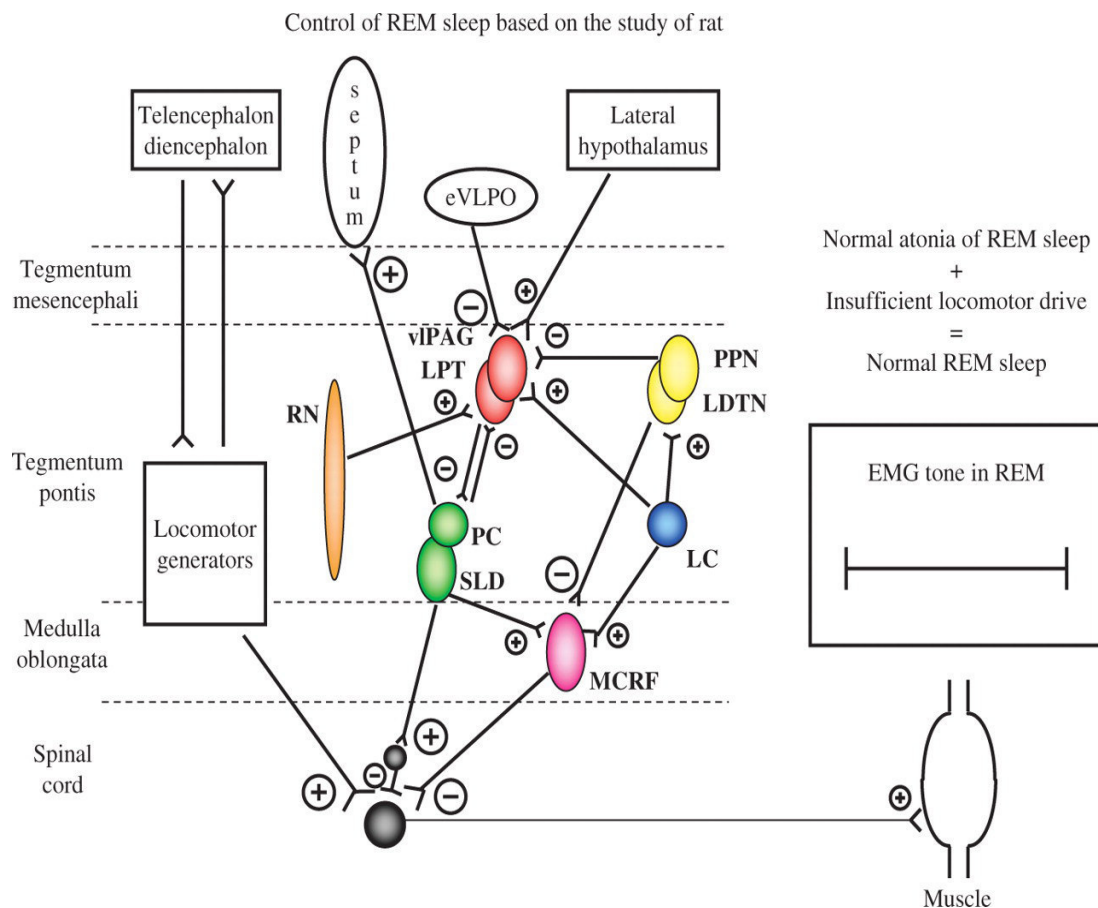 Control of REM sleep based on the study of rat
Telencephalon
diencephalon
septum
eVLPO
Lateral
hypothalamus
Tegmentum
mesencephali
+
−
+
Normal atonia of REM sleep
+
Insufficient locomotor drive
=
Normal REM sleep
vlPAG
LPT
−
PPN
LDTN
RN
+
+
−
−
+
Tegmentum
pontis
Locomotor
generators
PC
SLD
LC
EMG tone in REM
−
Medulla
oblongata
+
+
MCRF
Spinal
cord
+
−
+
−
+
Muscle